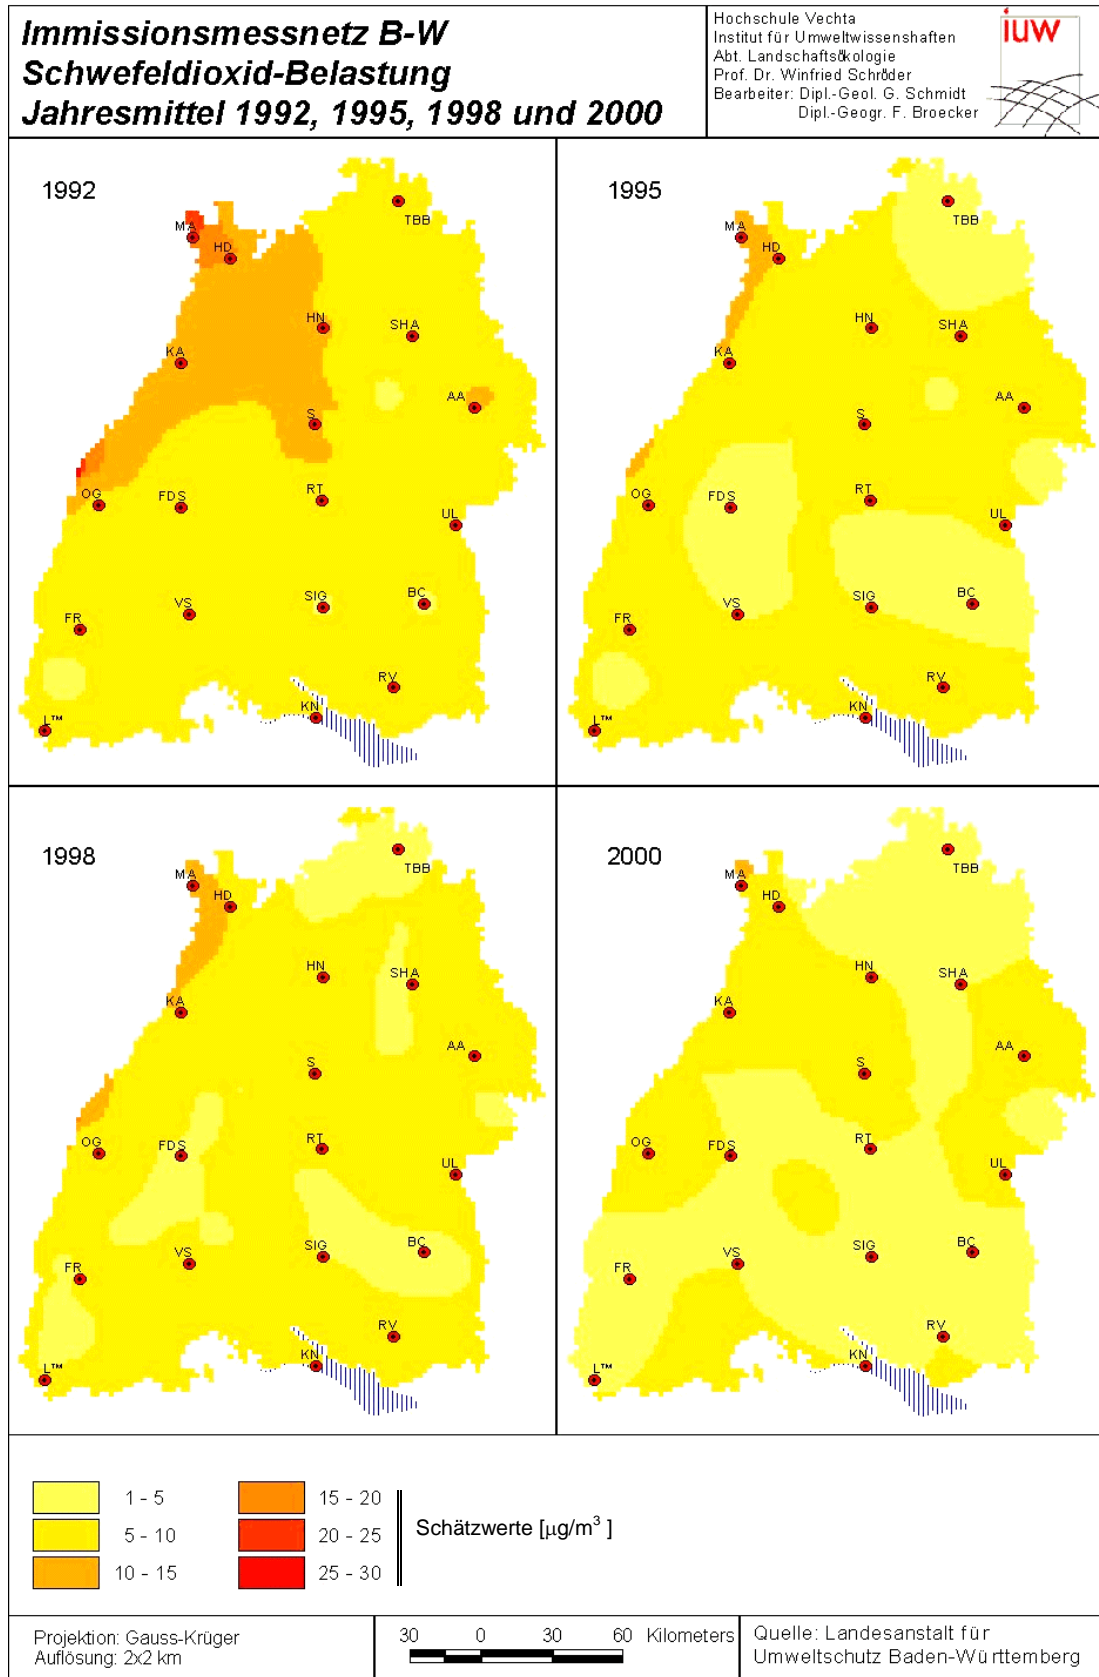 Immissionsmessnetz B-W
Schwefeldioxid-Belastung
Jahresmittel 1992, 1995, 1998 und 2000
Hochschule Vechta
Institut für Umweltwissenshaften
Abt. Landschaftsökologie
Prof. Dr. Winfried Schröder
Bearbeiter: Dipl.-Geol. G. Schmidt
Dipl.-Geogr. F. Broecker
iuw
1992
TBB
MA
HD
HN
SHA
KA
AA
S
OG
FDS
RT
UL
SIG
BC
VS
FR
RV
KN
L™
1995
TBB
MA
HD
HN
SHA
KA
AA
S
OG
FDS
RT
UL
SIG
BC
VS
FR
RV
KN
L™
1998
TBB
MA
HD
HN
SHA
KA
AA
S
OG
FDS
RT
UL
SIG
BC
VS
FR
RV
KN
L™
2000
TBB
MA
HD
HN
SHA
KA
AA
S
OG
FDS
RT
UL
SIG
BC
VS
FR
RV
KN
L™
1 - 5
5 - 10
10 - 15
15 - 20
20 - 25
25 - 30
Schätzwerte [µg/m³ ]
Projektion: Gauss-Krüger
Auflösung: 2x2 km
30 0 30 60 Kilometers
Quelle: Landesanstalt für
Umweltschutz Baden-Württemberg